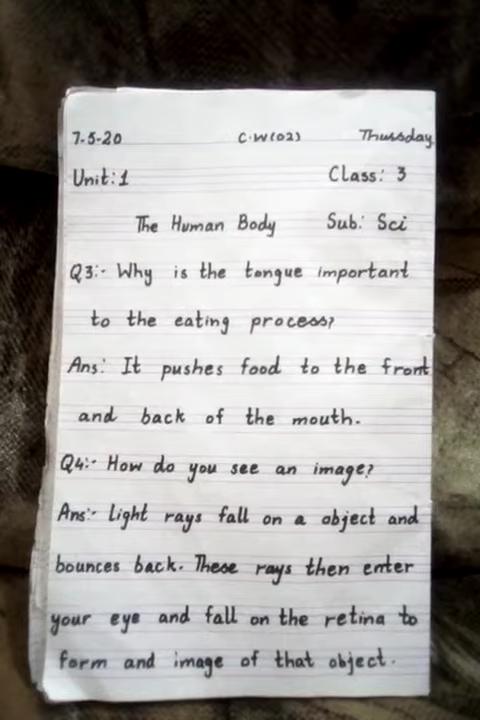 7-5-20 C.W(02) Thursday
Unit:1 Class: 3
The Human Body Sub: Sci
Q3:- Why is the tongue important
to the eating process?
Ans: It pushes food to the front
and back of the mouth.
Q4:- How do you see an image?
Ans:- Light rays fall on a object and
bounces back. These rays then enter
your eye and fall on the retina to
form and image of that object.